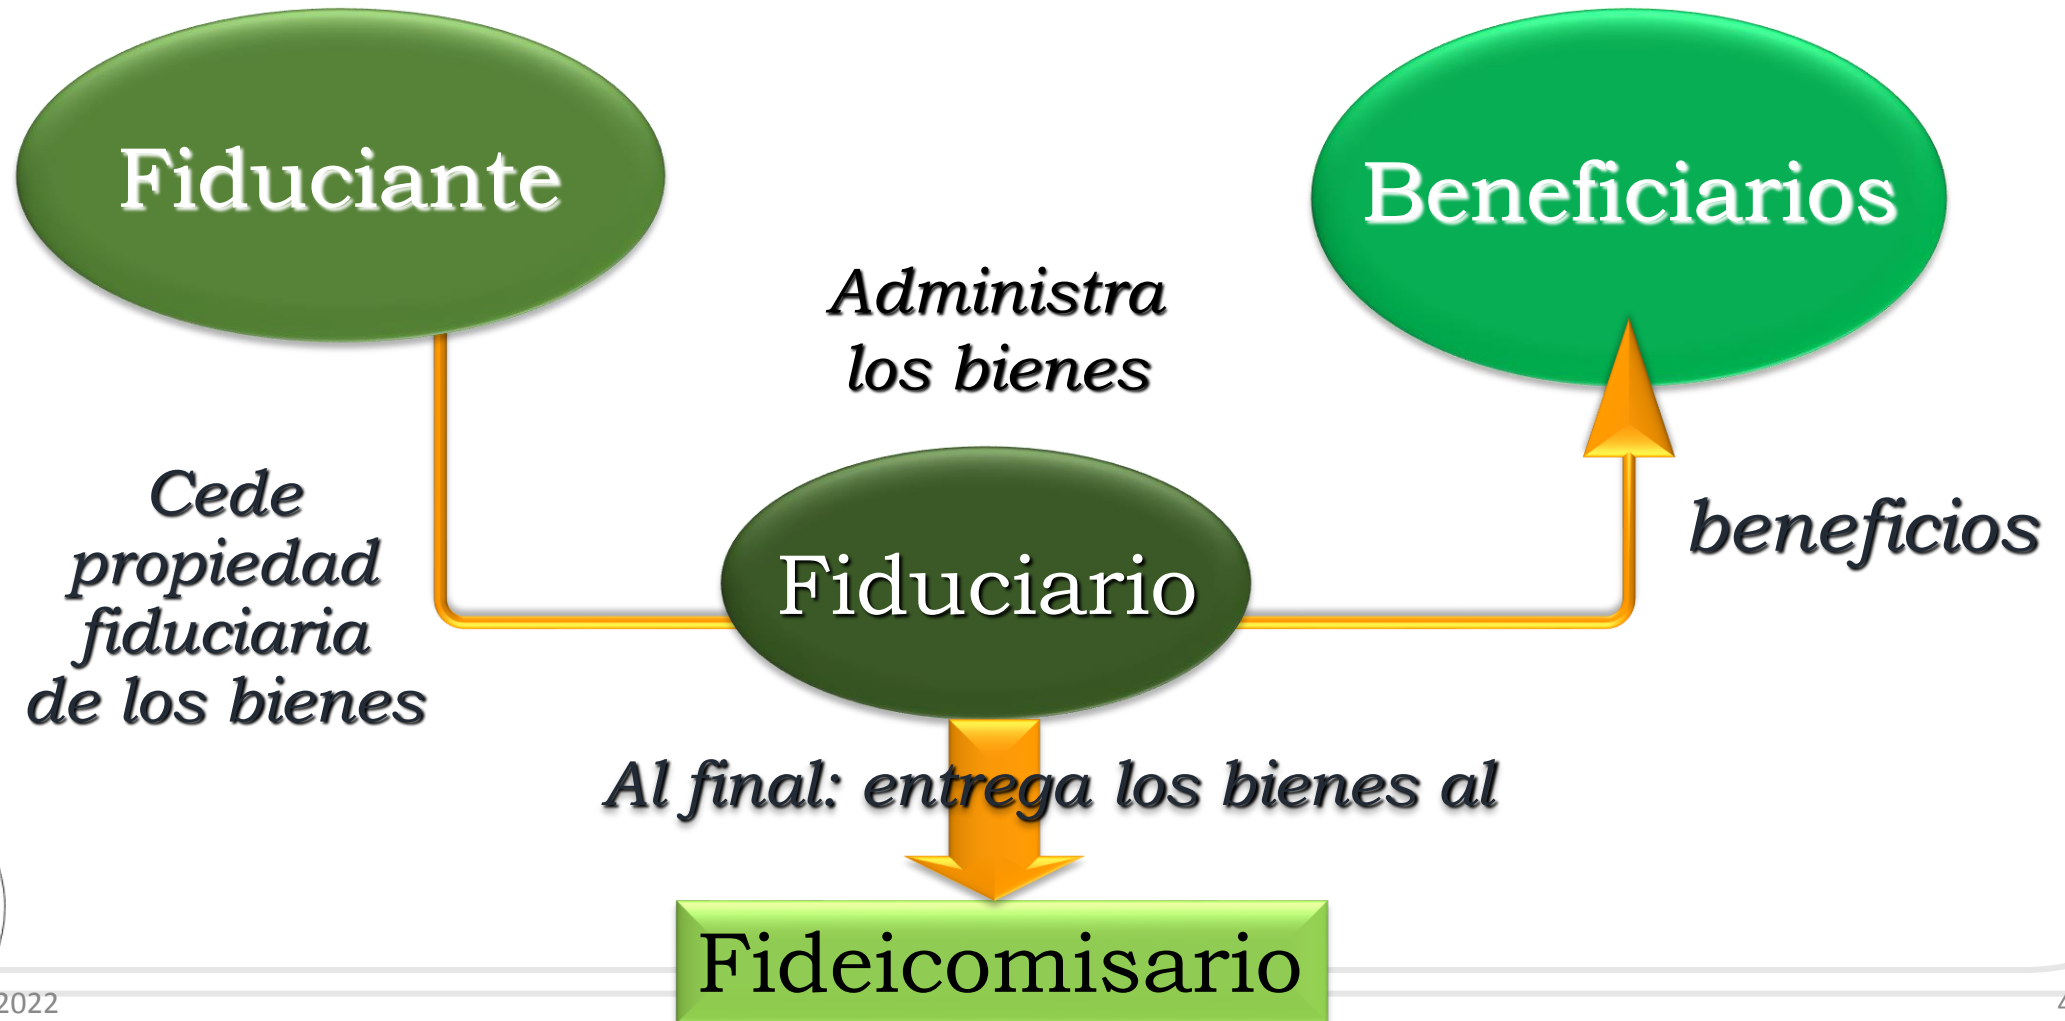 Fiduciante
Beneficiarios
Administra
los bienes
Cede
propiedad
fiduciaria
de los bienes
beneficios
Fiduciario
Al final: entrega los bienes al
Fideicomisario
2022
4